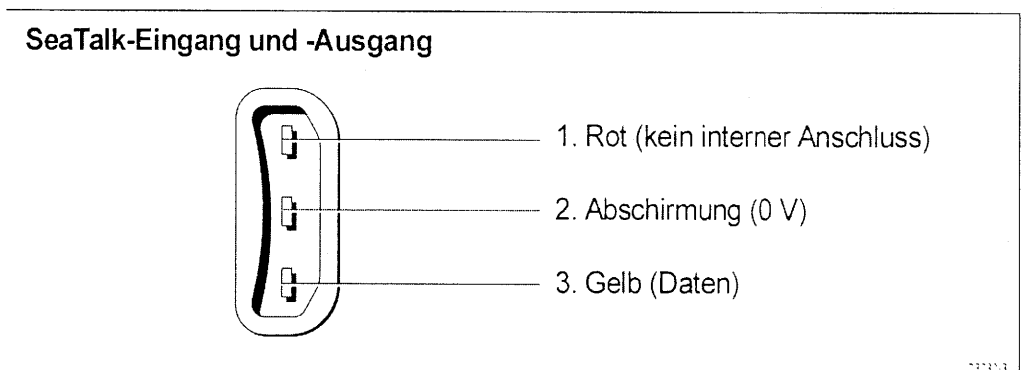 SeaTalk-Eingang und -Ausgang
1. Rot (kein interner Anschluss)
2. Abschirmung (0 V)
3. Gelb (Daten)